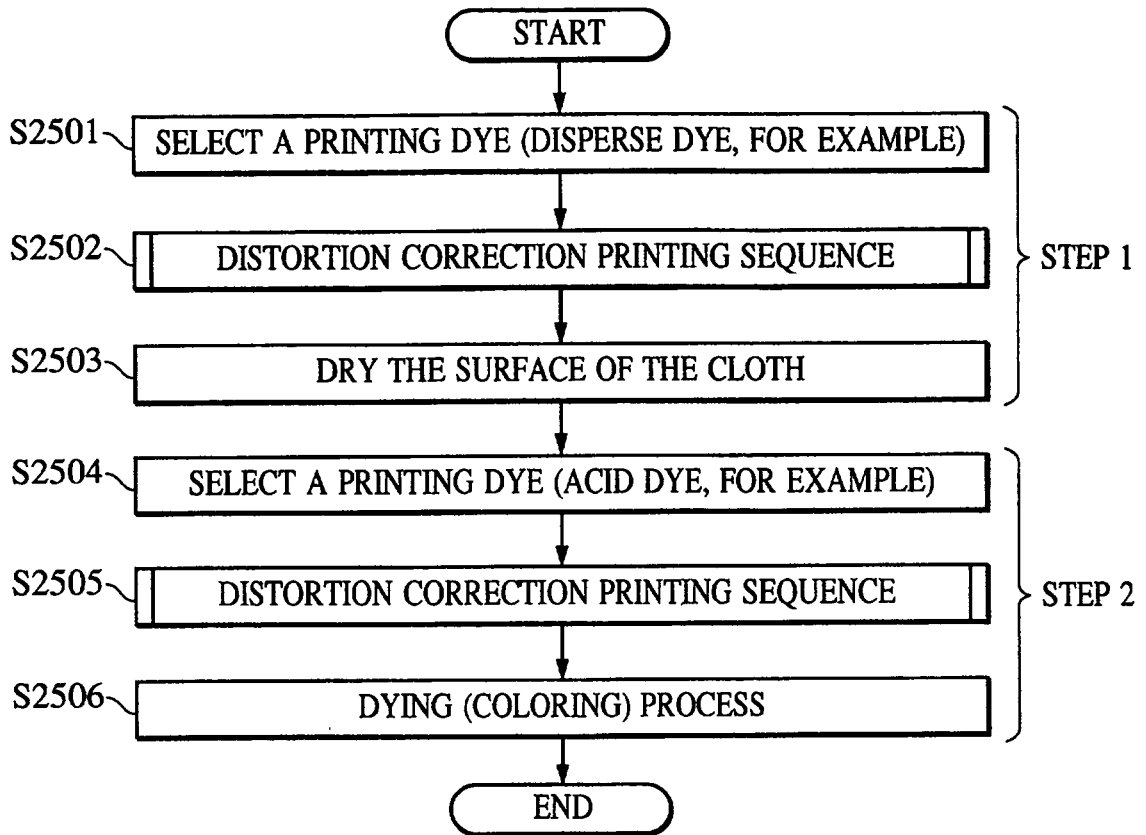 START
S2501 SELECT A PRINTING DYE (DISPERSE DYE, FOR EXAMPLE)
S2502 DISTORTION CORRECTION PRINTING SEQUENCE
STEP 1
S2503 DRY THE SURFACE OF THE CLOTH
S2504 SELECT A PRINTING DYE (ACID DYE, FOR EXAMPLE)
S2505 DISTORTION CORRECTION PRINTING SEQUENCE
STEP 2
S2506 DYING (COLORING) PROCESS
END